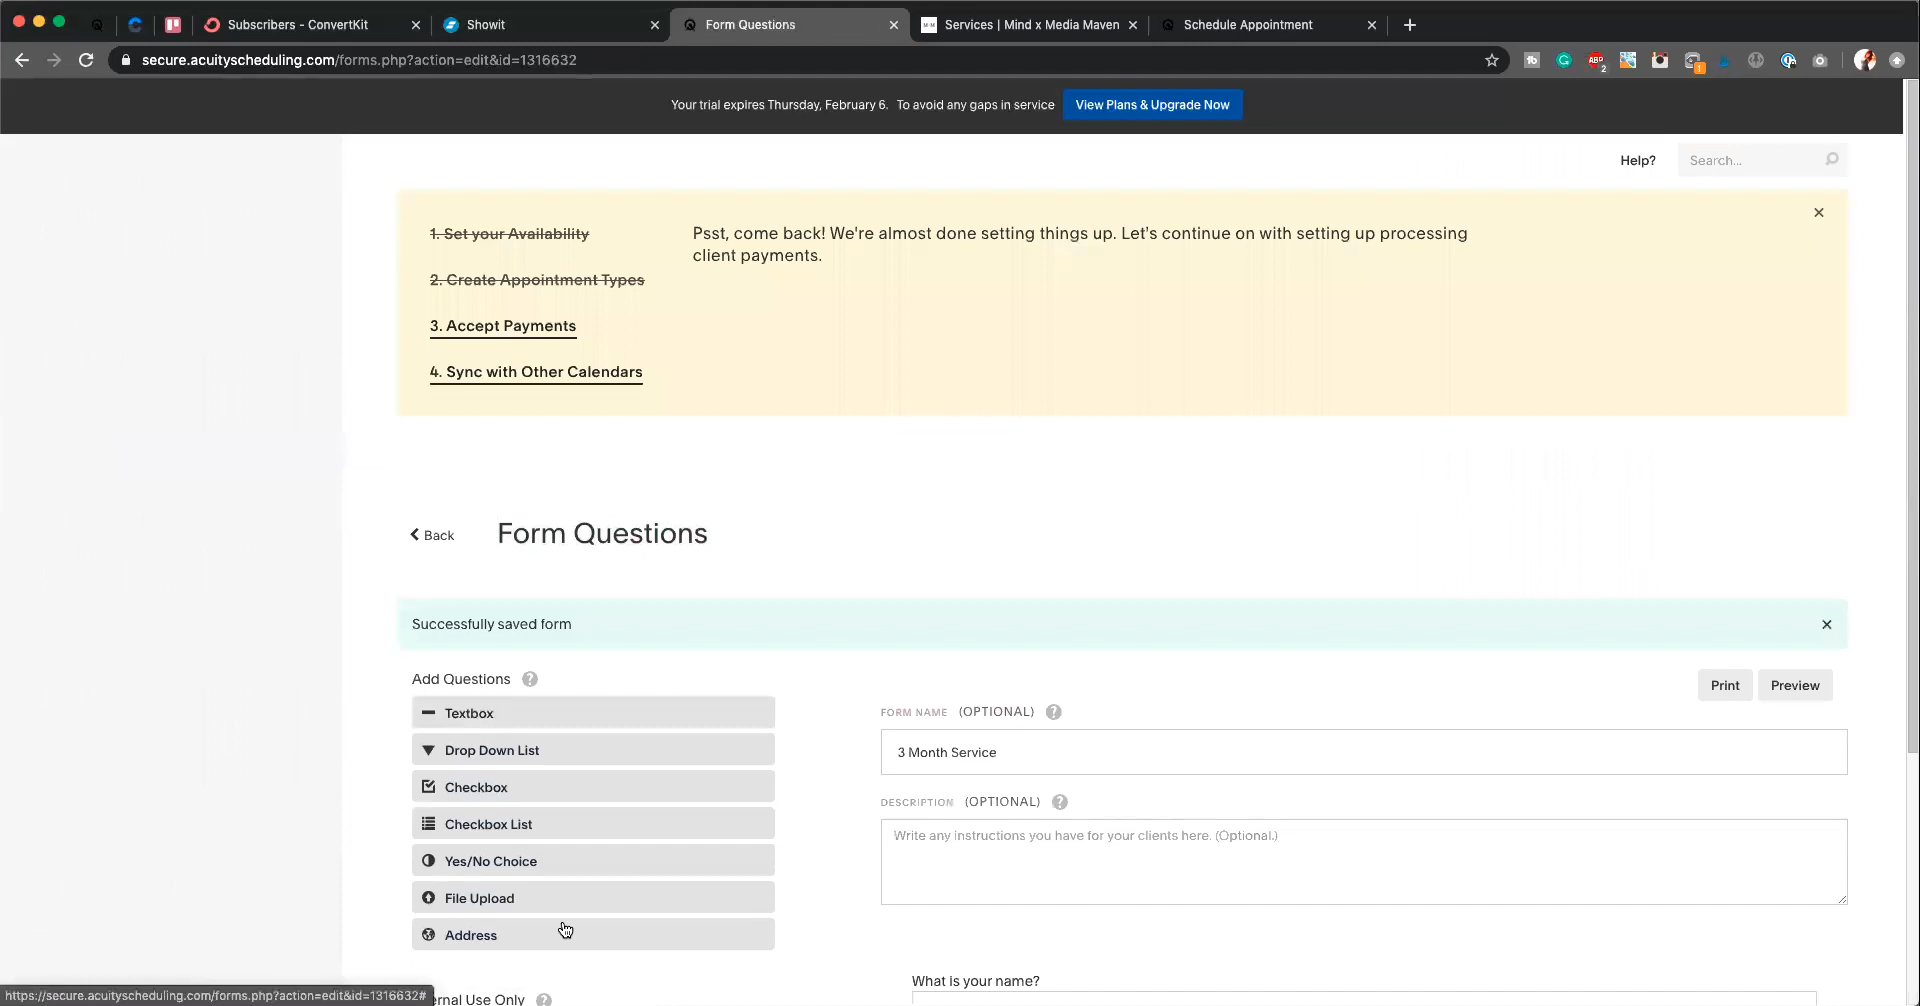 Subscribers - ConvertKit
Showit
Form Questions
Services | Mind x Media Maven
Schedule Appointment
secure.acuityscheduling.com/forms.php?action=edit&id=1316632
Your trial expires Thursday, February 6. To avoid any gaps in service View Plans & Upgrade Now
Help? Search...
1. Set your Availability
2. Create Appointment Types
3. Accept Payments
4. Sync with Other Calendars
Psst, come back! We're almost done setting things up. Let's continue on with setting up processing
client payments.
Back
Form Questions
Successfully saved form
Add Questions ?
Textbox
Drop Down List
Checkbox
Checkbox List
Yes/No Choice
File Upload
Address
Print Preview
FORM NAME (OPTIONAL) ?
3 Month Service
DESCRIPTION (OPTIONAL) ?
Write any instructions you have for your clients here. (Optional.)
What is your name?
https://secure.acuityscheduling.com/forms.php?action=edit&id=1316632#
ernal Use Only ?